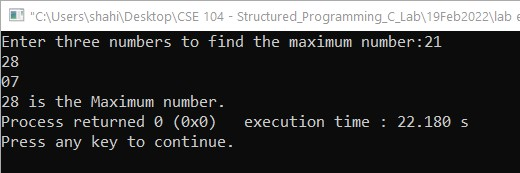 "C:\Users\shahi\Desktop\CSE 104 - Structured_Programming_C_Lab\19Feb2022\lab e
Enter three numbers to find the maximum number:21
28
07
28 is the Maximum number.
Process returned 0 (0x0)   execution time : 22.180 s
Press any key to continue.